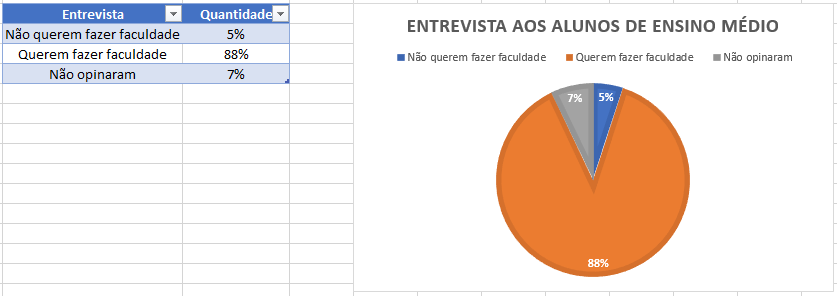 Entrevista Quantidade
Não querem fazer faculdade 5%
Querem fazer faculdade 88%
Não opinaram 7%
ENTREVISTA AOS ALUNOS DE ENSINO MÉDIO
Não querem fazer faculdade Querem fazer faculdade Não opinaram
7% 5%
88%